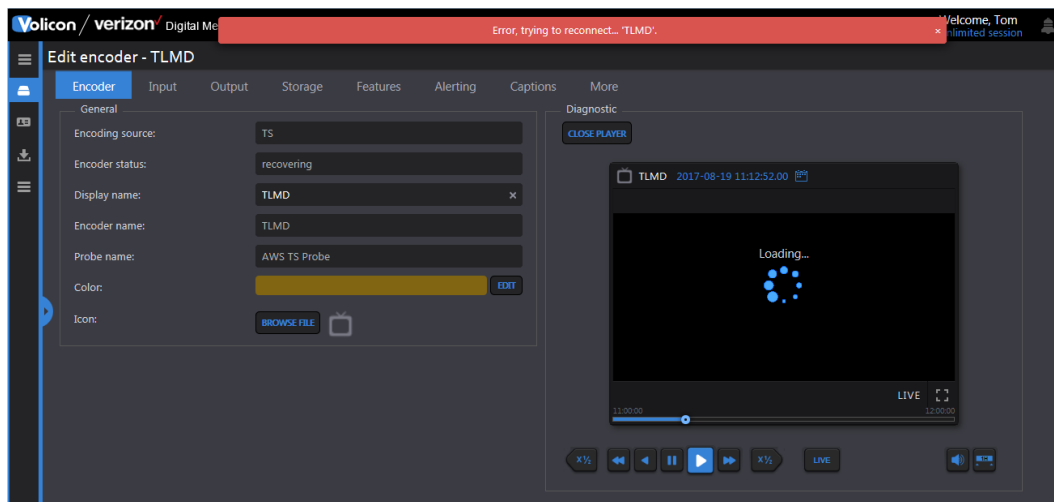 Volicon / verizon✓ Digital Me
Error, trying to reconnect... 'TLMD'.
×
Welcome, Tom
nlimited session
Edit encoder - TLMD
Encoder Input Output Storage Features Alerting Captions More
General
Encoding source: TS
Encoder status: recovering
Display name: TLMD ×
Encoder name: TLMD
Probe name: AWS TS Probe
Color: EDIT
Icon: BROWSE FILE
Diagnostic
CLOSE PLAYER
TLMD 2017-08-19 11:12:52.00
Loading...
LIVE
11:00:00 12:00:00
X½ X½ LIVE